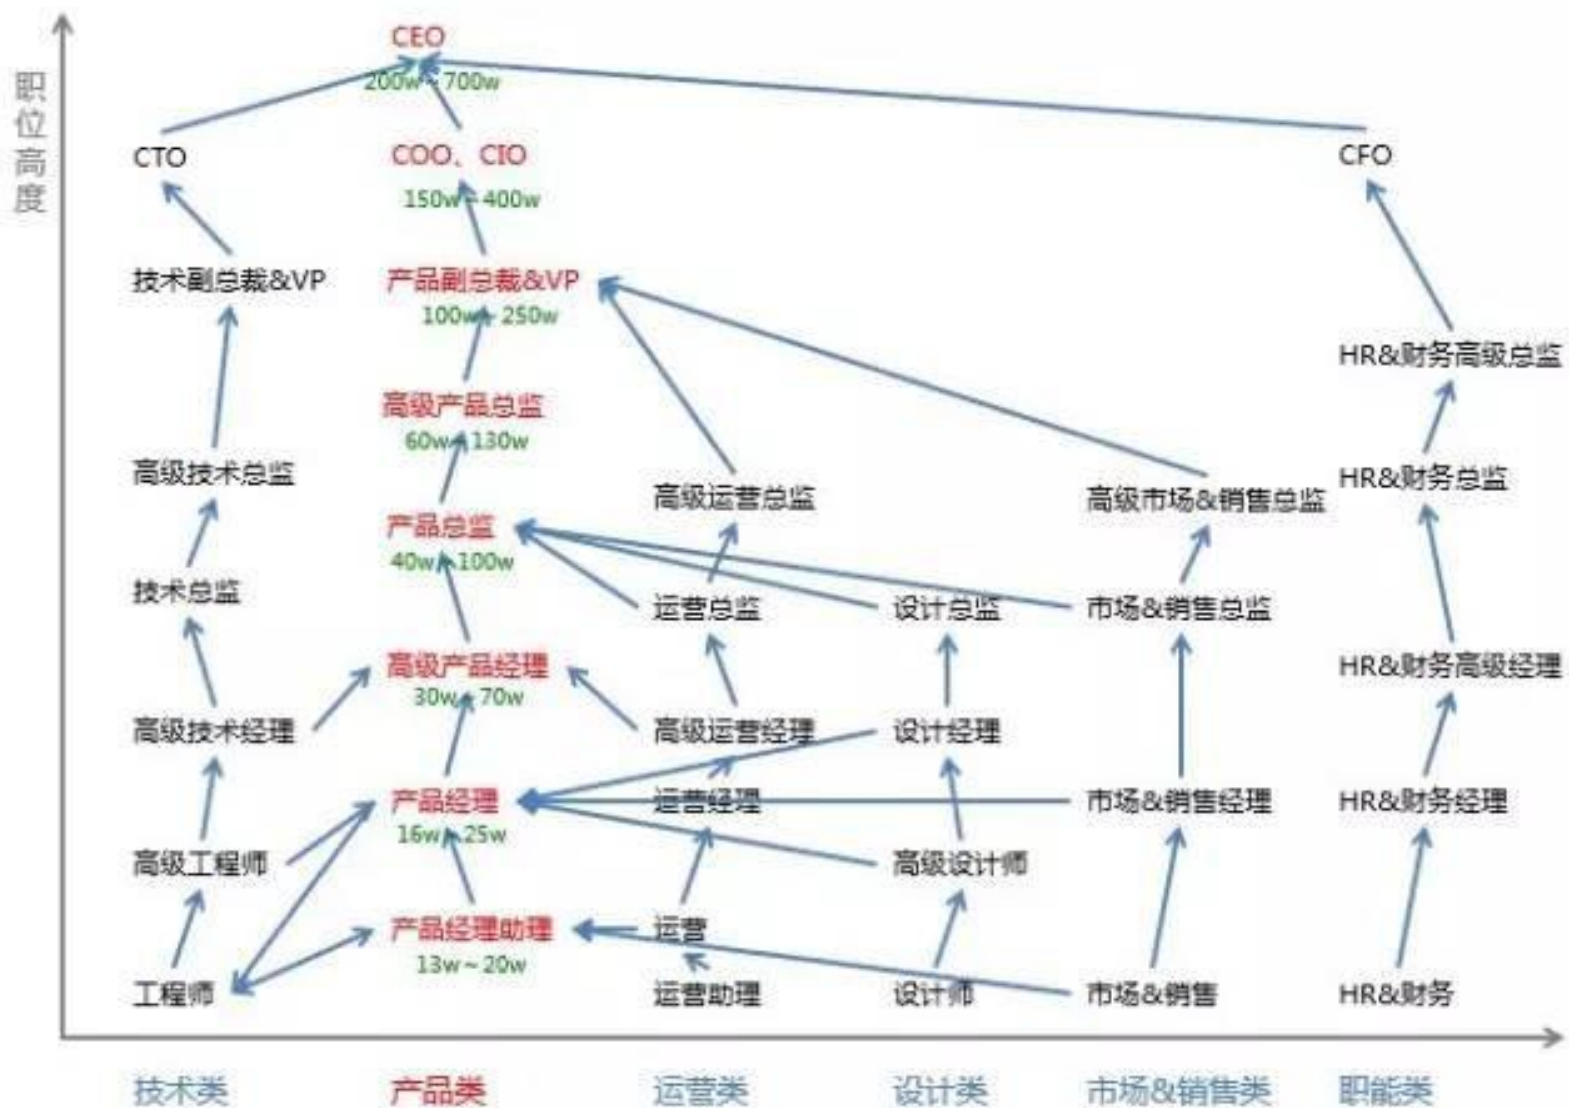 职位高度
CEO
200w~700w
CTO
COO、CIO
CFO
150w~400w
技术副总裁&VP
产品副总裁&VP
100w~250w
HR&财务高级总监
高级产品总监
60w~130w
高级技术总监
高级运营总监
高级市场&销售总监
HR&财务总监
产品总监
40w~100w
技术总监
运营总监
设计总监
市场&销售总监
高级产品经理
30w~70w
HR&财务高级经理
高级技术经理
高级运营经理
设计经理
产品经理
16w~25w
运营经理
市场&销售经理
HR&财务经理
高级工程师
高级设计师
产品经理助理
13w~20w
运营
工程师
运营助理
设计师
市场&销售
HR&财务
技术类
产品类
运营类
设计类
市场&销售类
职能类